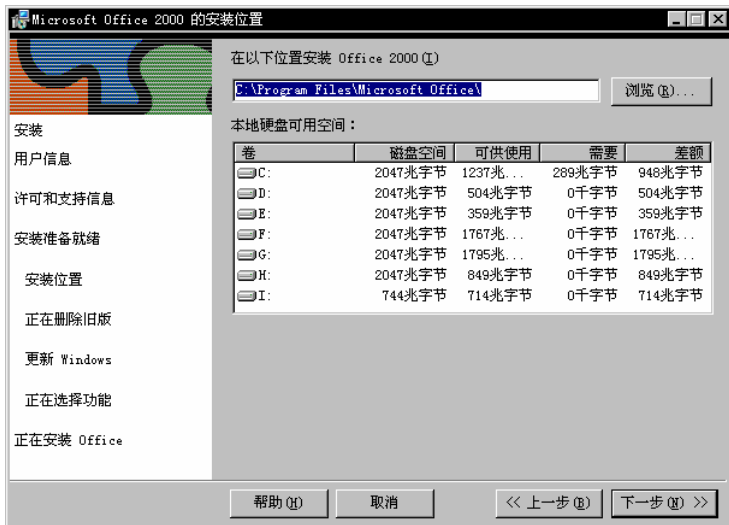 Microsoft Office 2000 的安装位置
安装
用户信息
许可和支持信息
安装准备就绪
安装位置
正在删除旧版
更新 Windows
正在选择功能
正在安装 Office
在以下位置安装 Office 2000(I)
C:\Program Files\Microsoft Office\
浏览(R)...
本地硬盘可用空间：
卷 磁盘空间 可供使用 需要 差额
C: 2047兆字节 1237兆... 289兆字节 948兆字节
D: 2047兆字节 504兆字节 0千字节 504兆字节
E: 2047兆字节 359兆字节 0千字节 359兆字节
F: 2047兆字节 1767兆... 0千字节 1767兆...
G: 2047兆字节 1795兆... 0千字节 1795兆...
H: 2047兆字节 849兆字节 0千字节 849兆字节
I: 744兆字节 714兆字节 0千字节 714兆字节
帮助(H) 取消 << 上一步(B) 下一步(N) >>